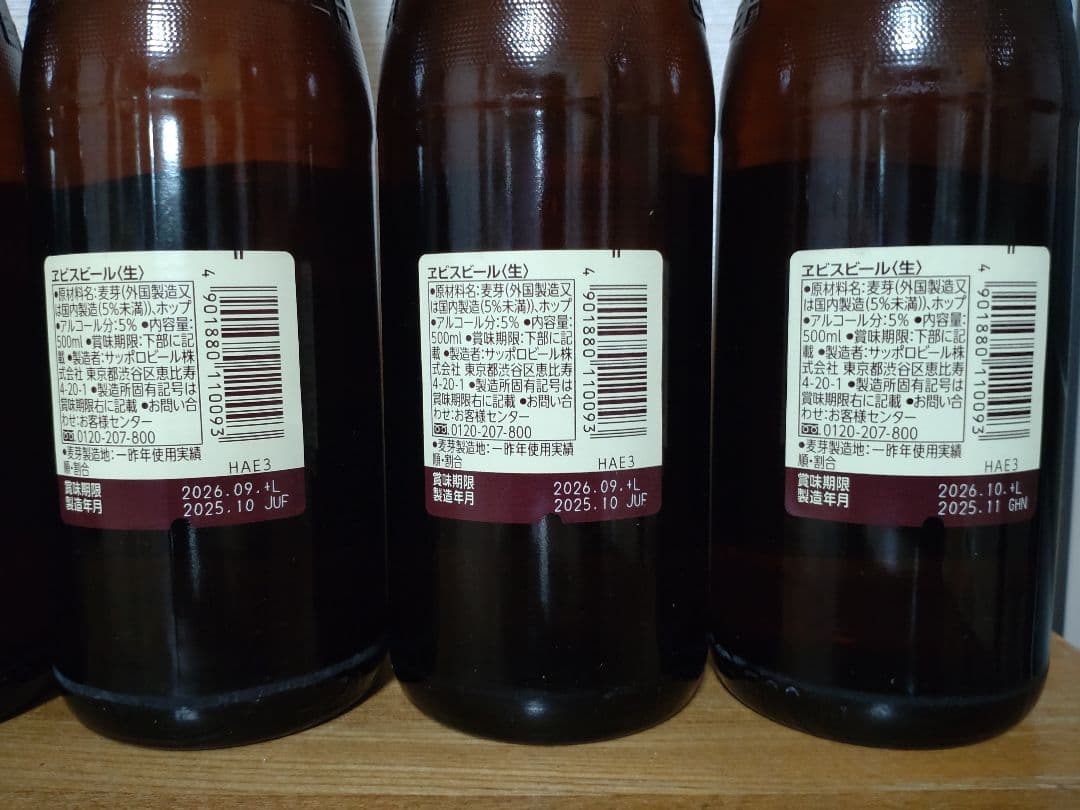 ヱビスビール〈生〉
●原材料名:麦芽(外国製造又
は国内製造(5%未満))、ホップ
●アルコール分:5% ●内容量:
500ml ●賞味期限:下部に記
載 ●製造者:サッポロビール株
式会社 東京都渋谷区恵比寿
4-20-1 ●製造所固有記号は
賞味期限右に記載 ●お問い合
わせ:お客様センター
0120-207-800
●麦芽製造地:一昨年使用実績
順・割合
HAE3
4 901880 110093
賞味期限 2026.09.+L
製造年月 2025.10 JUF
ヱビスビール〈生〉
●原材料名:麦芽(外国製造又
は国内製造(5%未満))、ホップ
●アルコール分:5% ●内容量:
500ml ●賞味期限:下部に記
載 ●製造者:サッポロビール株
式会社 東京都渋谷区恵比寿
4-20-1 ●製造所固有記号は
賞味期限右に記載 ●お問い合
わせ:お客様センター
0120-207-800
●麦芽製造地:一昨年使用実績
順・割合
HAE3
4 901880 110093
賞味期限 2026.09.+L
製造年月 2025.10 JUF
ヱビスビール〈生〉
●原材料名:麦芽(外国製造又
は国内製造(5%未満))、ホップ
●アルコール分:5% ●内容量:
500ml ●賞味期限:下部に記
載 ●製造者:サッポロビール株
式会社 東京都渋谷区恵比寿
4-20-1 ●製造所固有記号は
賞味期限右に記載 ●お問い合
わせ:お客様センター
0120-207-800
●麦芽製造地:一昨年使用実績
順・割合
HAE3
4 901880 110093
賞味期限 2026.10.+L
製造年月 2025.11 GHN